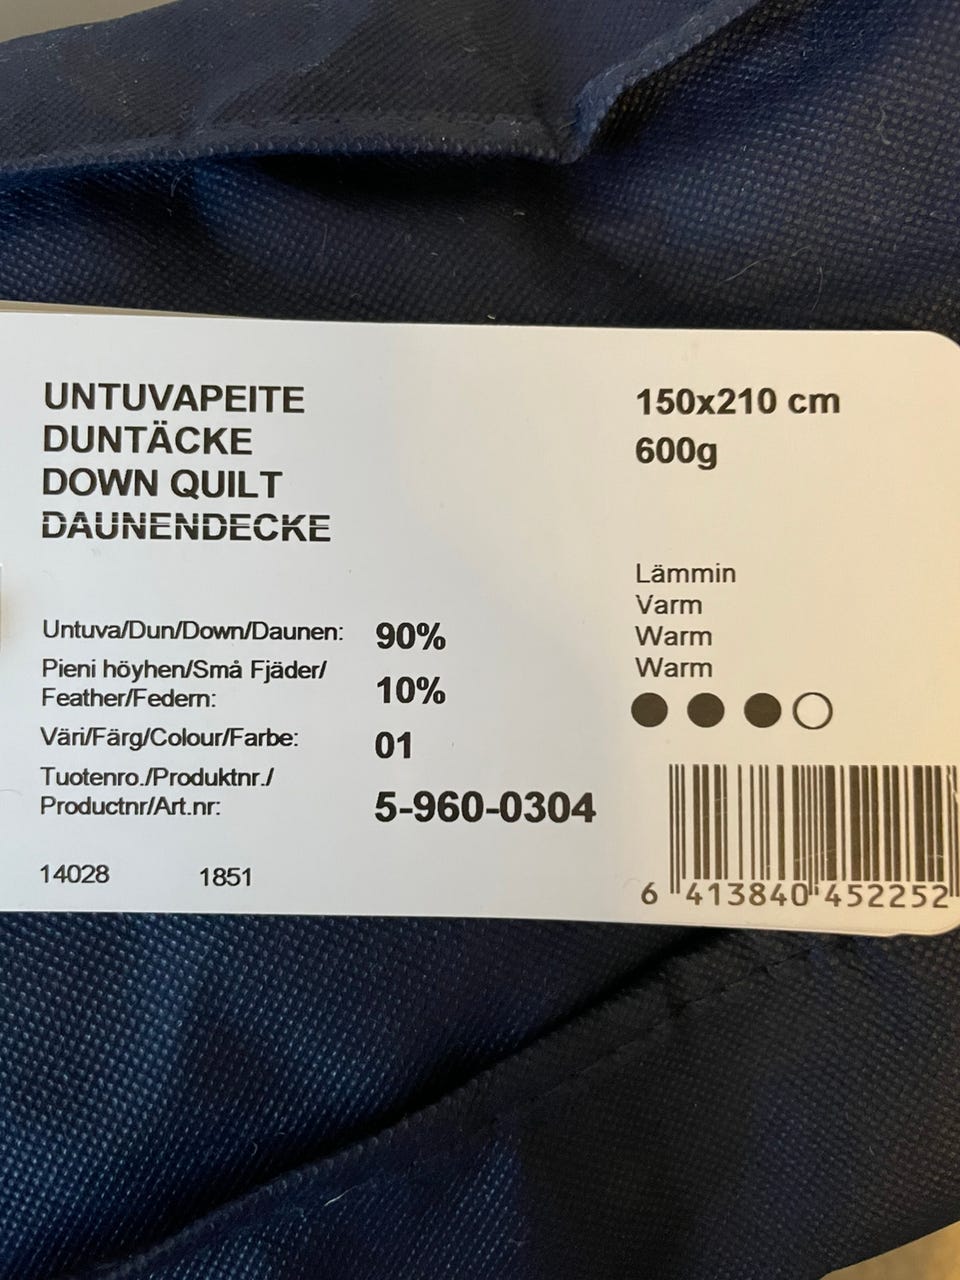 UNTUVAPEITE
DUNTÄCKE
DOWN QUILT
DAUNENDECKE
150x210 cm
600g
Lämmin
Varm
Warm
Warm
Untuva/Dun/Down/Daunen: 90%
Pieni höyhen/Små Fjäder/
Feather/Federn: 10%
Väri/Färg/Colour/Farbe: 01
Tuotenro./Produktnr./
Productnr/Art.nr: 5-960-0304
14028 1851
6 413840 452252